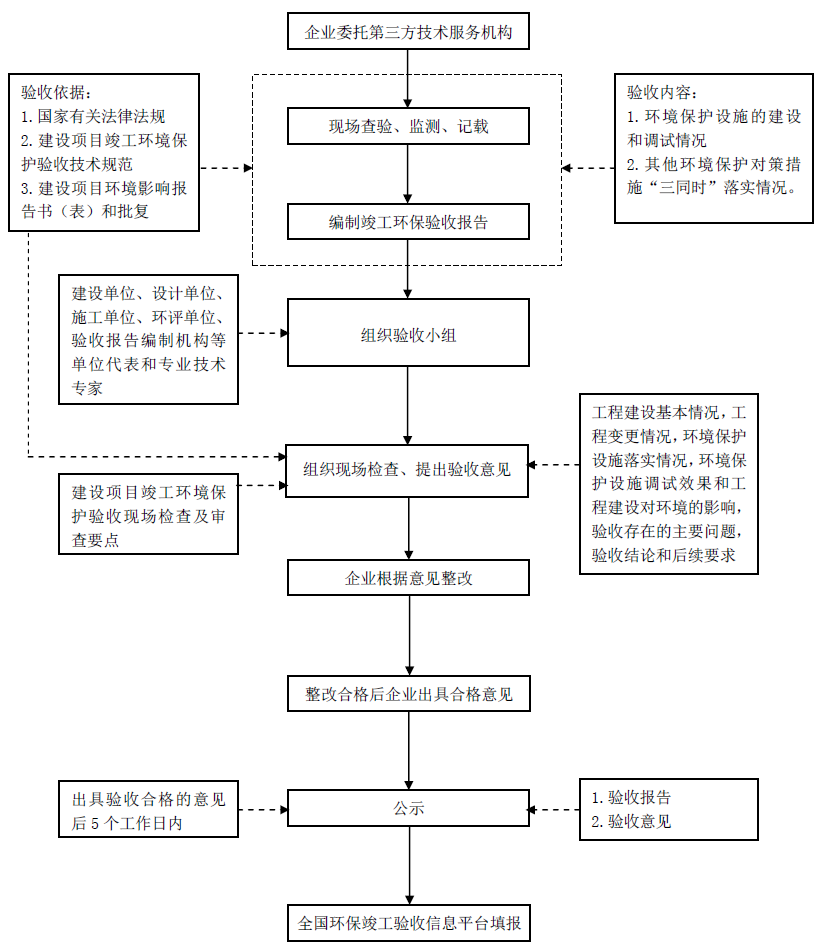 企业委托第三方技术服务机构
验收依据：
1.国家有关法律法规
2.建设项目竣工环境保
护验收技术规范
3.建设项目环境影响报
告书（表）和批复
现场查验、监测、记载
编制竣工环保验收报告
验收内容：
1.环境保护设施的建设
和调试情况
2.其他环境保护对策措
施“三同时”落实情况。
建设单位、设计单位、
施工单位、环评单位、
验收报告编制机构等
单位代表和专业技术
专家
组织验收小组
组织现场检查、提出验收意见
建设项目竣工环境保
护验收现场检查及审
查要点
工程建设基本情况，工
程变更情况，环境保护
设施落实情况，环境保
护设施调试效果和工
程建设对环境的影响，
验收存在的主要问题，
验收结论和后续要求
企业根据意见整改
整改合格后企业出具合格意见
出具验收合格的意见
后5个工作日内
公示
1.验收报告
2.验收意见
全国环保竣工验收信息平台填报